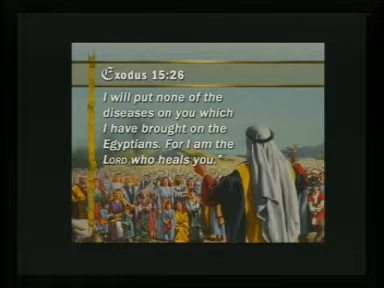 Exodus 15:26
I will put none of the
diseases on you which
I have brought on the
Egyptians. For I am the
LORD who heals you."